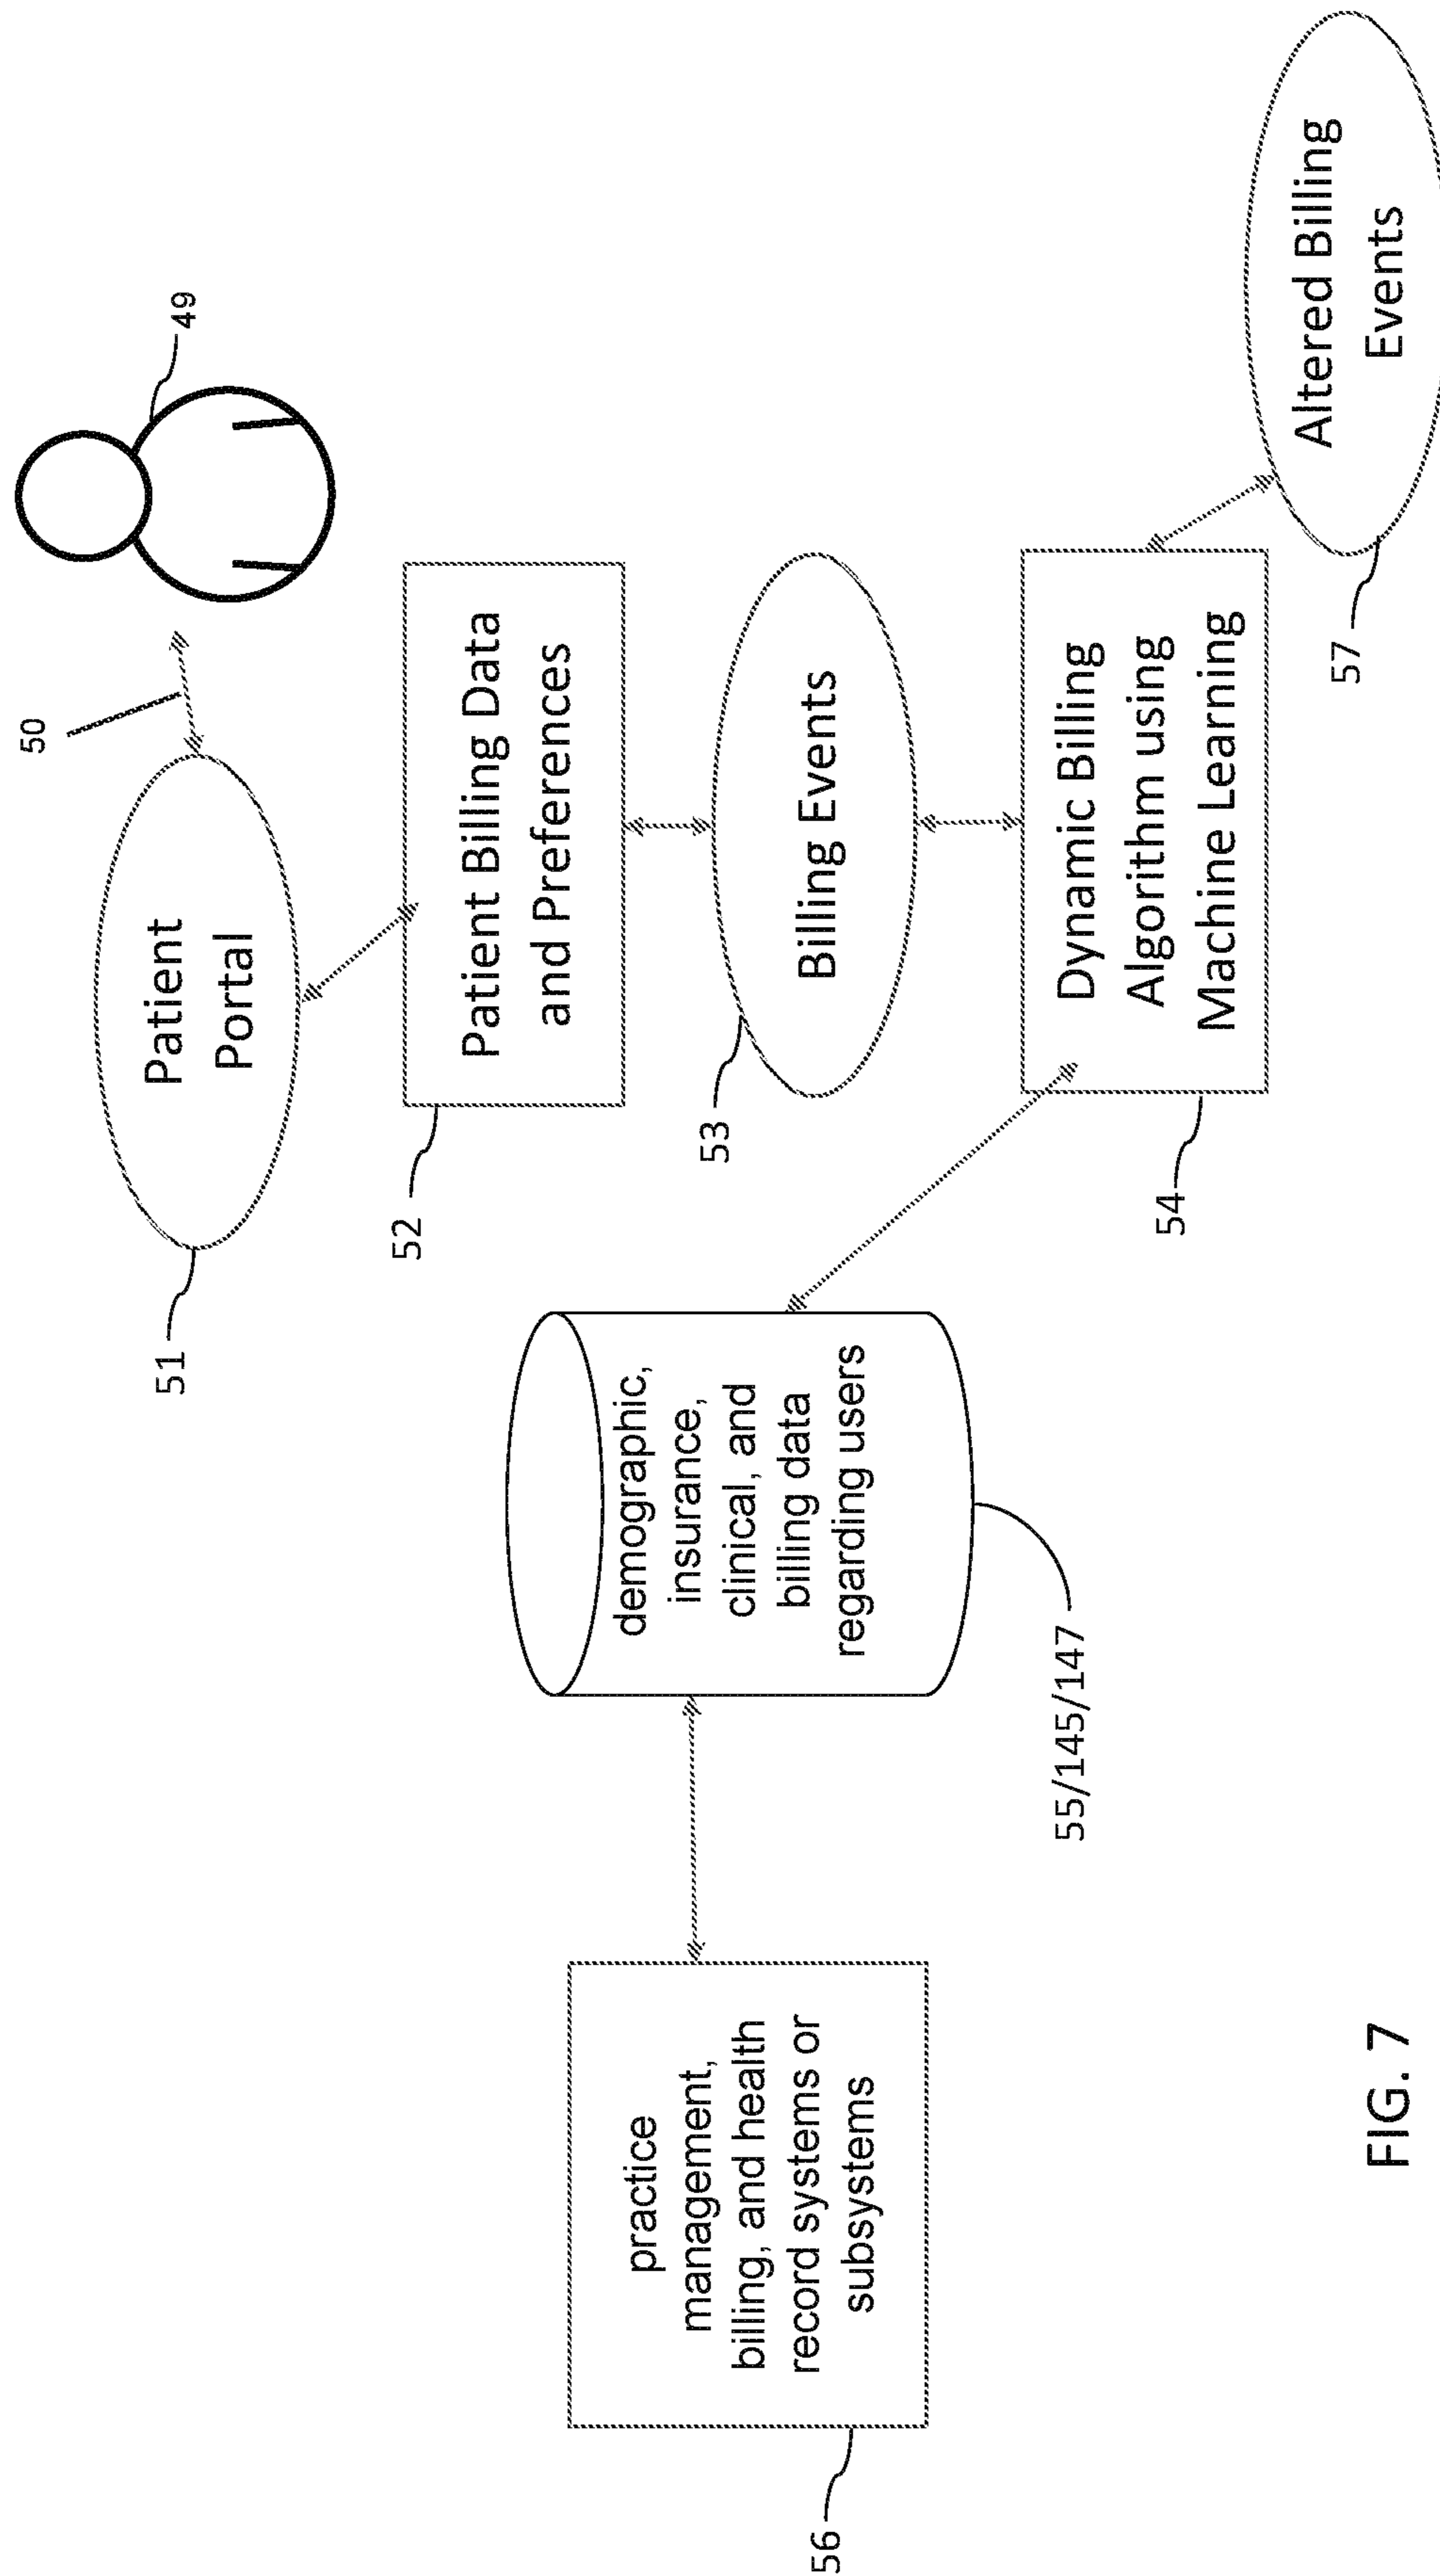 50
49
51
Patient
Portal
52
Patient Billing Data
and Preferences
53
Billing Events
56
practice
management,
billing, and health
record systems or
subsystems
demographic,
insurance,
clinical, and
billing data
regarding users
55/145/147
54
Dynamic Billing
Algorithm using
Machine Learning
57
Altered Billing
Events
FIG. 7